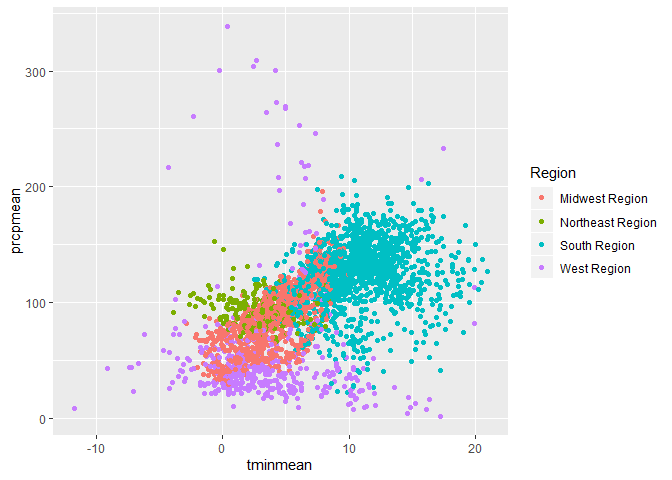 300
200
100
0
prcpmean
-10
0
10
20
tminmean
Region
Midwest Region
Northeast Region
South Region
West Region